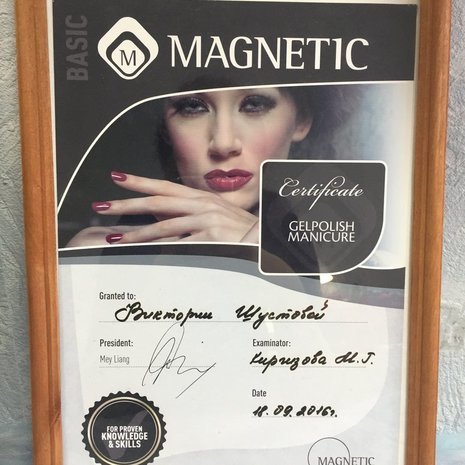 BASIC
M
MAGNETIC
Certificate
GELPOLISH
MANICURE
Granted to:
Виктории Шустовой
President:
Mey Liang
Examinator:
Киргизова М.Г.
Date
18.09.2016г.
FOR PROVEN
KNOWLEDGE
& SKILLS
MAGNETIC